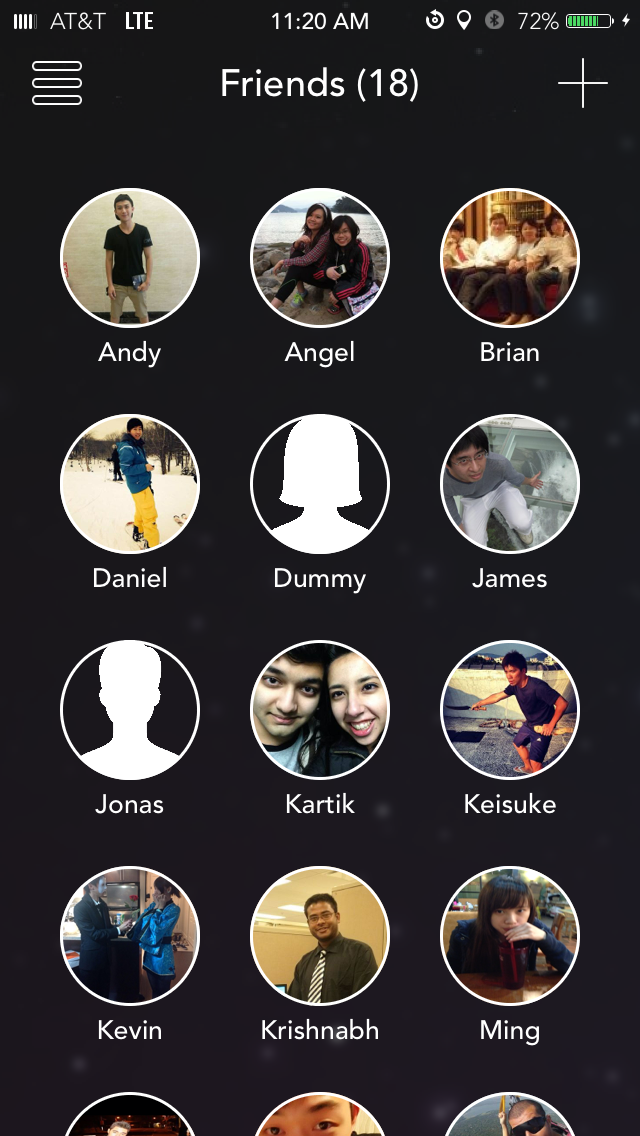 AT&T LTE 11:20 AM 72%
Friends (18)
Andy Angel Brian
Daniel Dummy James
Jonas Kartik Keisuke
Kevin Krishnabh Ming